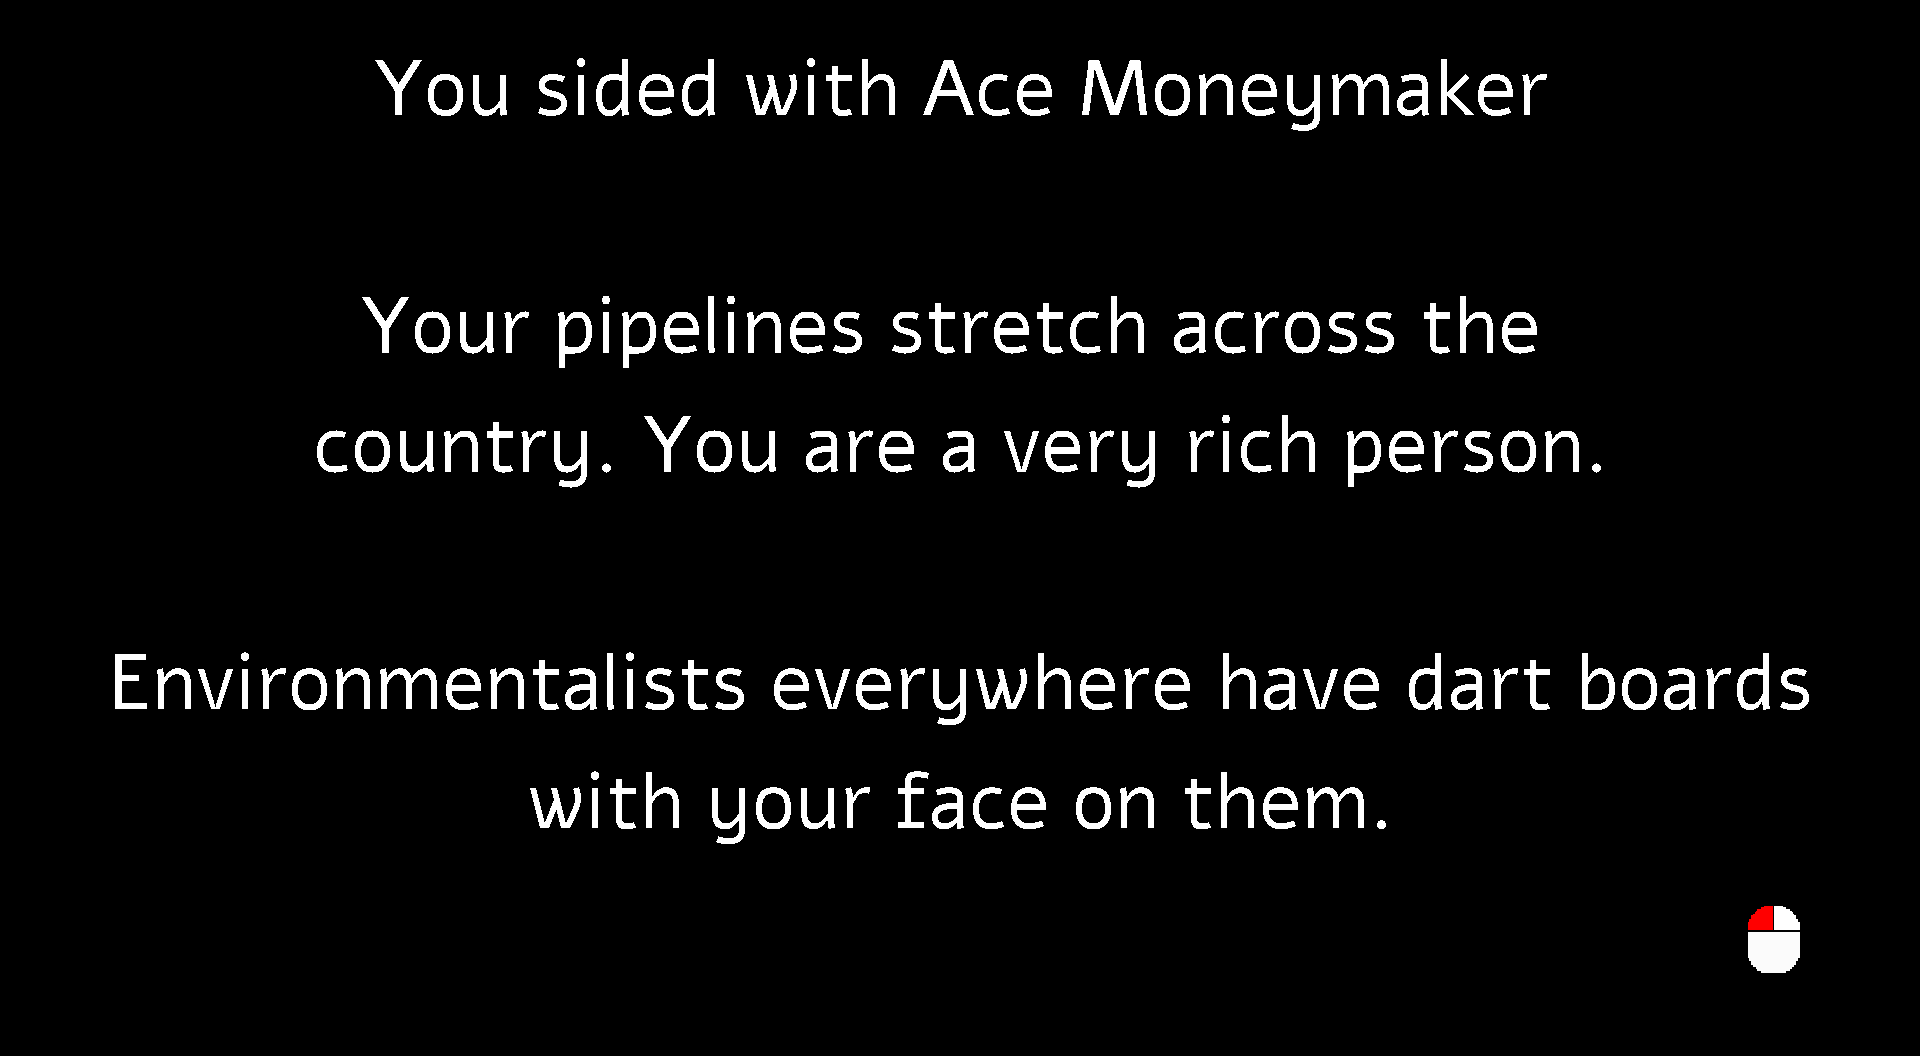 You sided with Ace Moneymaker
Your pipelines stretch across the
country. You are a very rich person.
Environmentalists everywhere have dart boards
with your face on them.